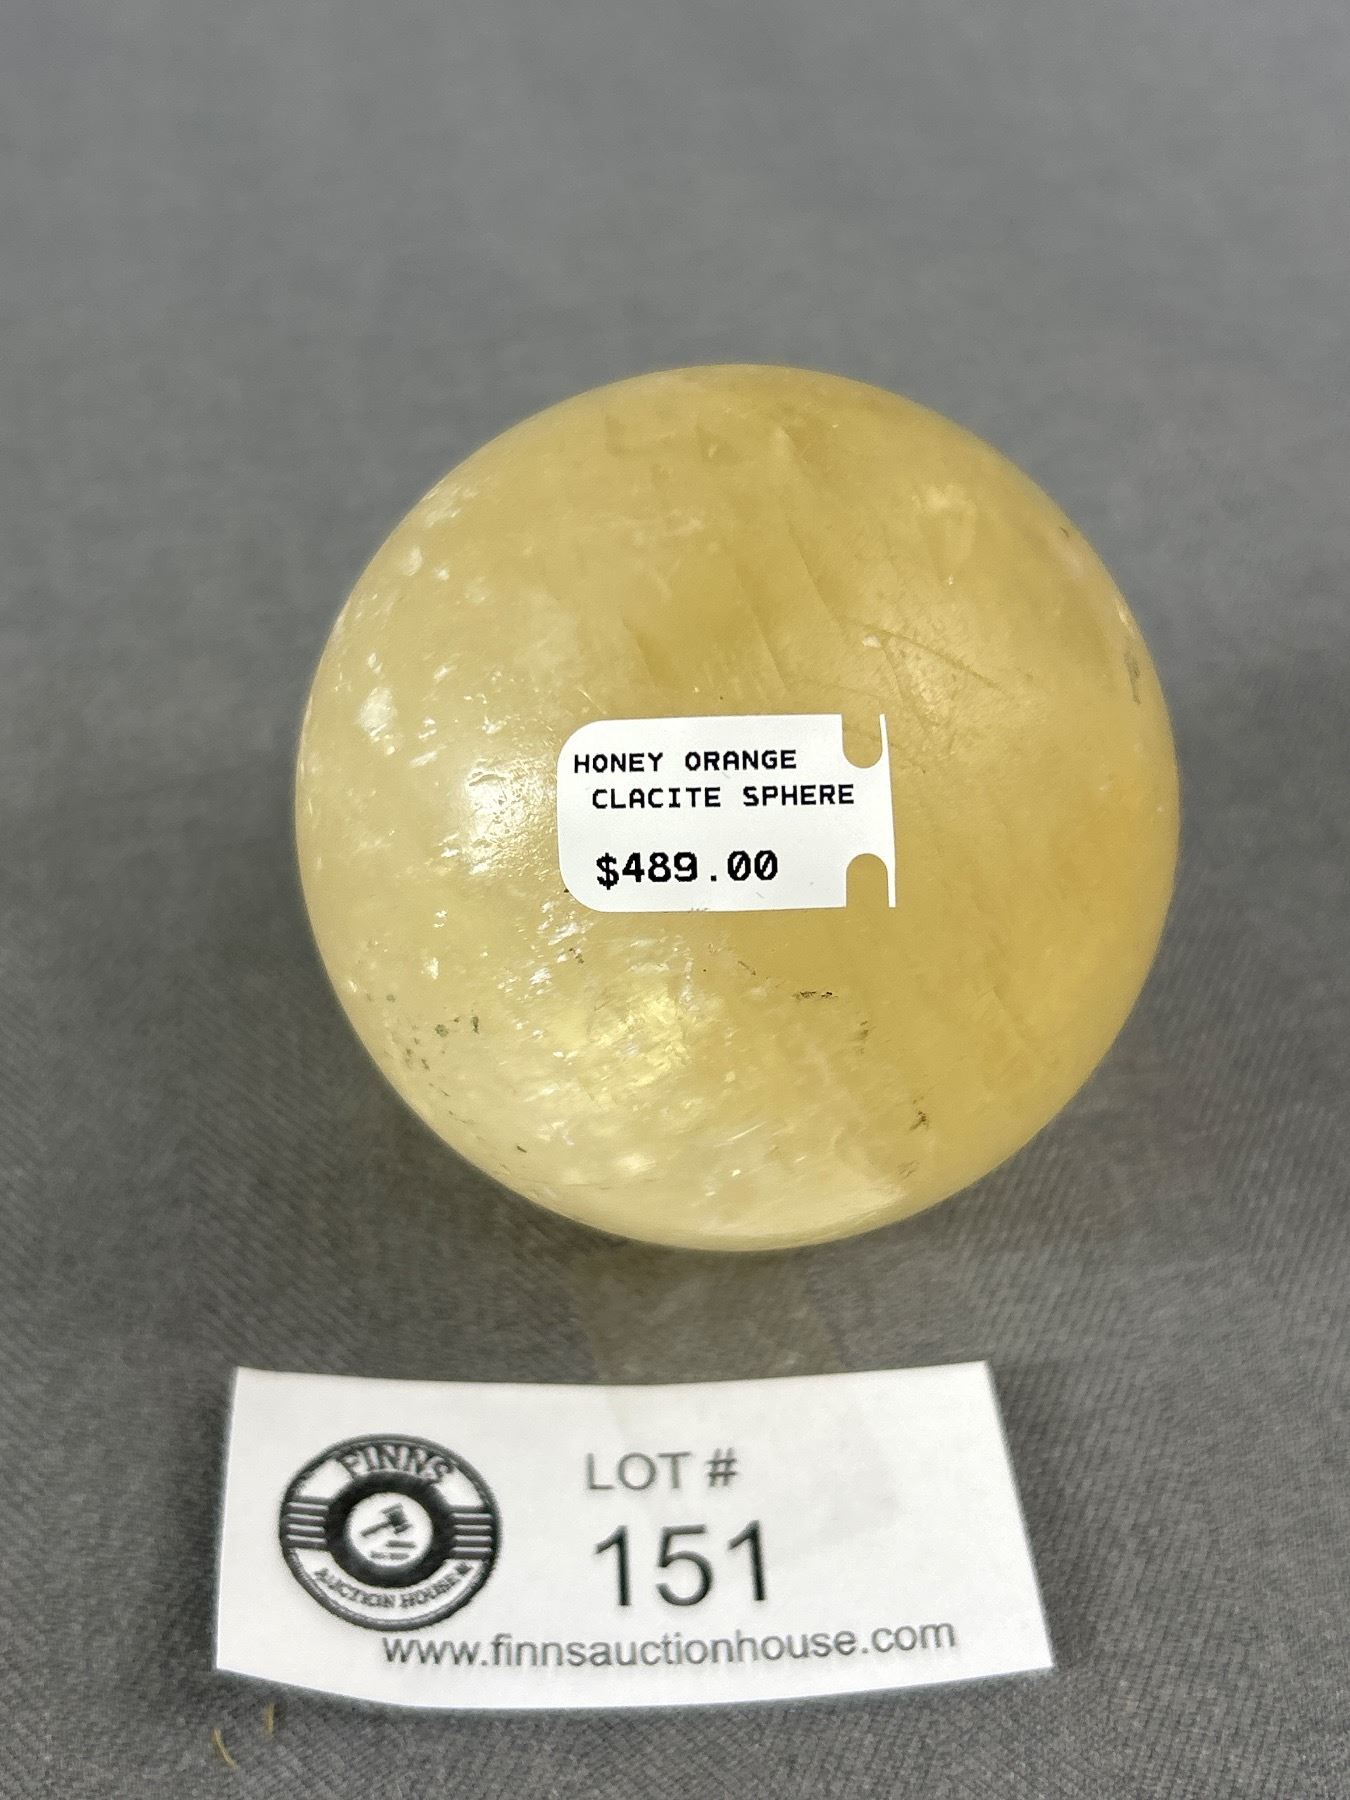 HONEY ORANGE
CLACITE SPHERE
$489.00
FINNS
AUCTION HOUSE
LOT #
151
www.finnsauctionhouse.com